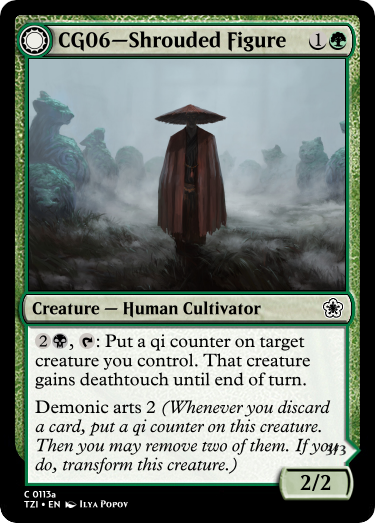 CG06—Shrouded Figure 1
Creature — Human Cultivator
2, : Put a qi counter on target
creature you control. That creature
gains deathtouch until end of turn.
Demonic arts 2 (Whenever you discard
a card, put a qi counter on this creature.
Then you may remove two of them. If you
do, transform this creature.)
3/3
2/2
C 0113a
TZI • EN Ilya Popov